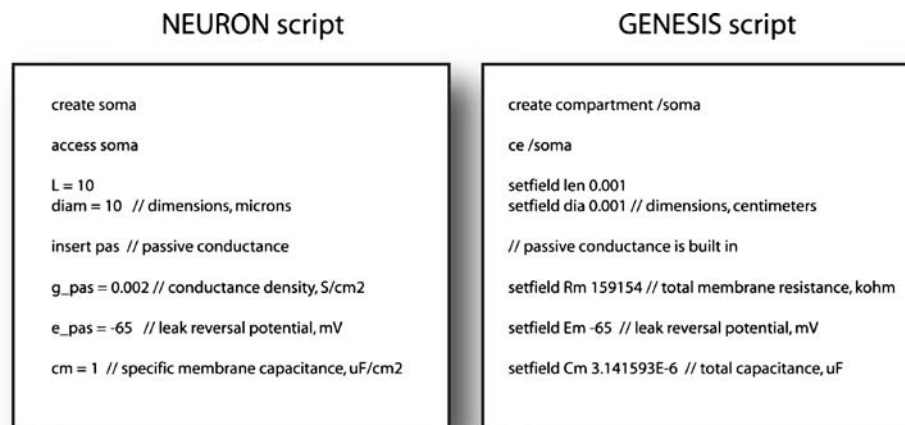 NEURON script
create soma
access soma
L = 10
diam = 10 // dimensions, microns
insert pas // passive conductance
g_pas = 0.002 // conductance density, S/cm2
e_pas = -65 // leak reversal potential, mV
cm = 1 // specific membrane capacitance, uF/cm2
GENESIS script
create compartment /soma
ce /soma
setfield len 0.001
setfield dia 0.001 // dimensions, centimeters
// passive conductance is built in
setfield Rm 159154 // total membrane resistance, kohm
setfield Em -65 // leak reversal potential, mV
setfield Cm 3.141593E-6 // total capacitance, uF